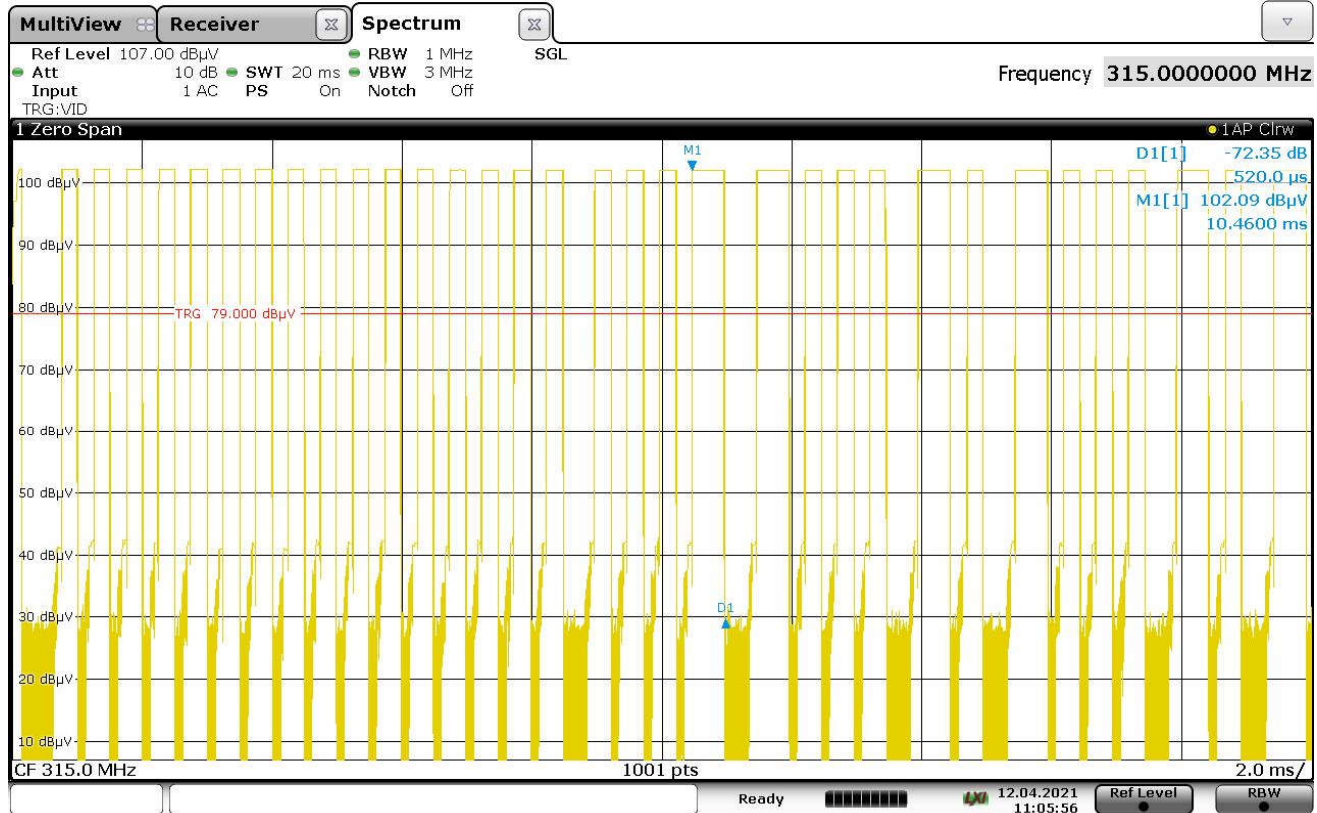 MultiView Receiver Spectrum
Ref Level 107.00 dBµV RBW 1 MHz SGL
Att 10 dB SWT 20 ms VBW 3 MHz
Input 1 AC PS On Notch Off
TRG:VID
Frequency 315.0000000 MHz
1 Zero Span 1AP Clrw
M1
D1[1] -72.35 dB
520.0 µs
M1[1] 102.09 dBµV
10.4600 ms
100 dBµV
90 dBµV
80 dBµV
TRG 79.000 dBµV
70 dBµV
60 dBµV
50 dBµV
40 dBµV
D1
30 dBµV
20 dBµV
10 dBµV
CF 315.0 MHz 1001 pts 2.0 ms/
Ready LXI 12.04.2021 Ref Level RBW
11:05:56